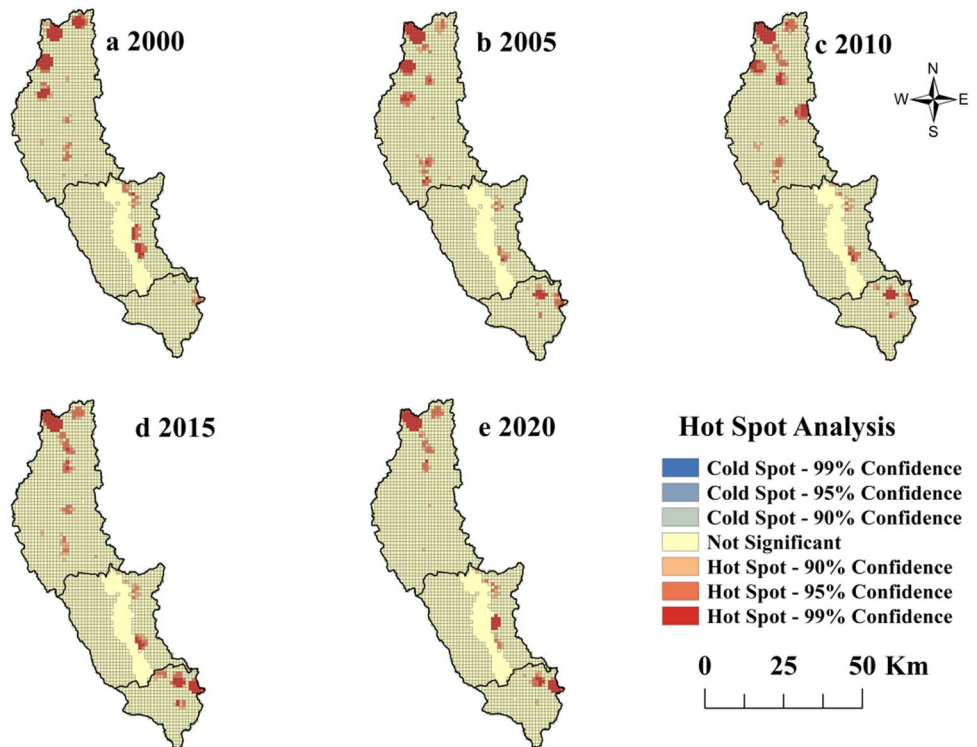 a 2000
b 2005
c 2010
N
W E
S
d 2015
e 2020
Hot Spot Analysis
Cold Spot - 99% Confidence
Cold Spot - 95% Confidence
Cold Spot - 90% Confidence
Not Significant
Hot Spot - 90% Confidence
Hot Spot - 95% Confidence
Hot Spot - 99% Confidence
0 25 50 Km